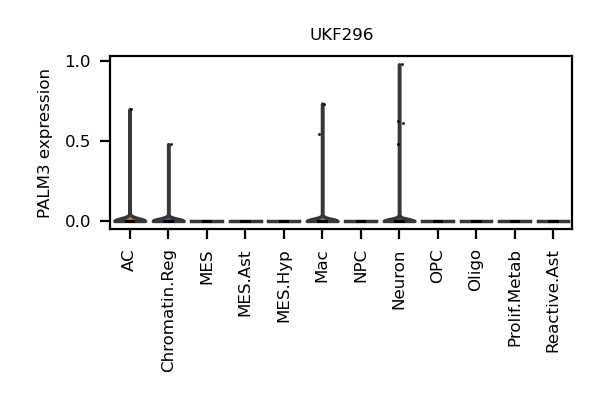 UKF296
PALM3 expression
1.0
0.5
0.0
AC
Chromatin.Reg
MES
MES.Ast
MES.Hyp
Mac
NPC
Neuron
OPC
Oligo
Prolif.Metab
Reactive.Ast